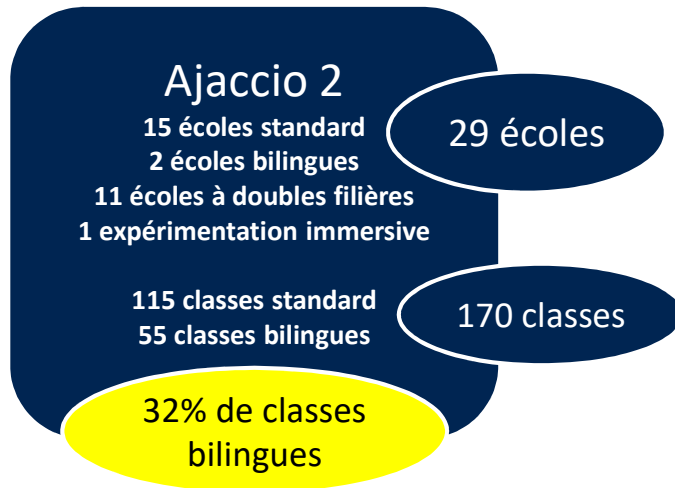 Ajaccio 2
15 écoles standard
2 écoles bilingues
11 écoles à doubles filières
1 expérimentation immersive
29 écoles
115 classes standard
55 classes bilingues
170 classes
32% de classes
bilingues